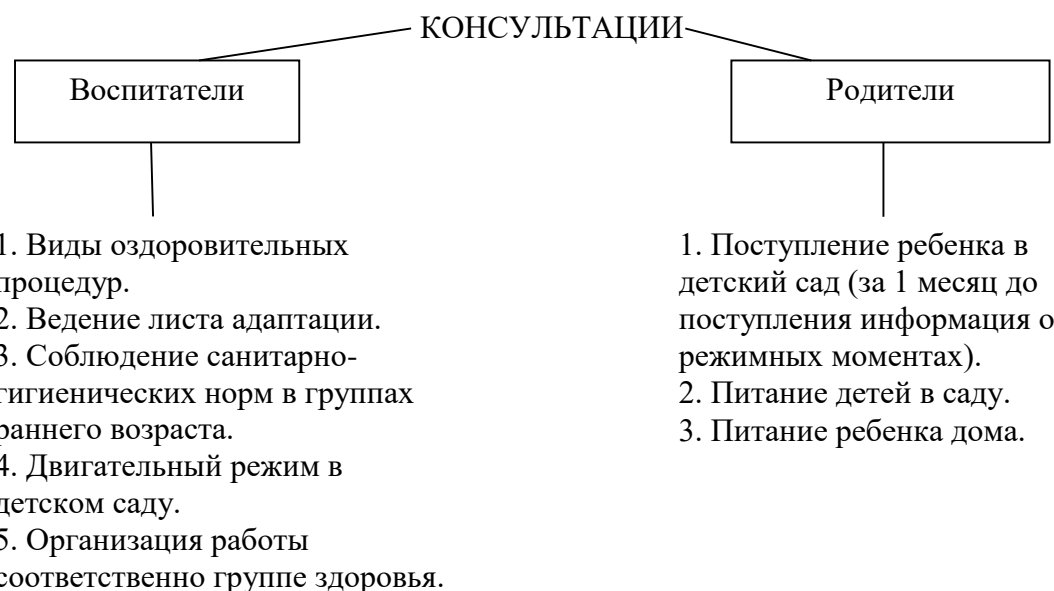 КОНСУЛЬТАЦИИ
Воспитатели
Родители
1. Виды оздоровительных
процедур.
2. Ведение листа адаптации.
3. Соблюдение санитарно-
гигиенических норм в группах
раннего возраста.
4. Двигательный режим в
детском саду.
5. Организация работы
соответственно группе здоровья.
1. Поступление ребенка в
детский сад (за 1 месяц до
поступления информация о
режимных моментах).
2. Питание детей в саду.
3. Питание ребенка дома.